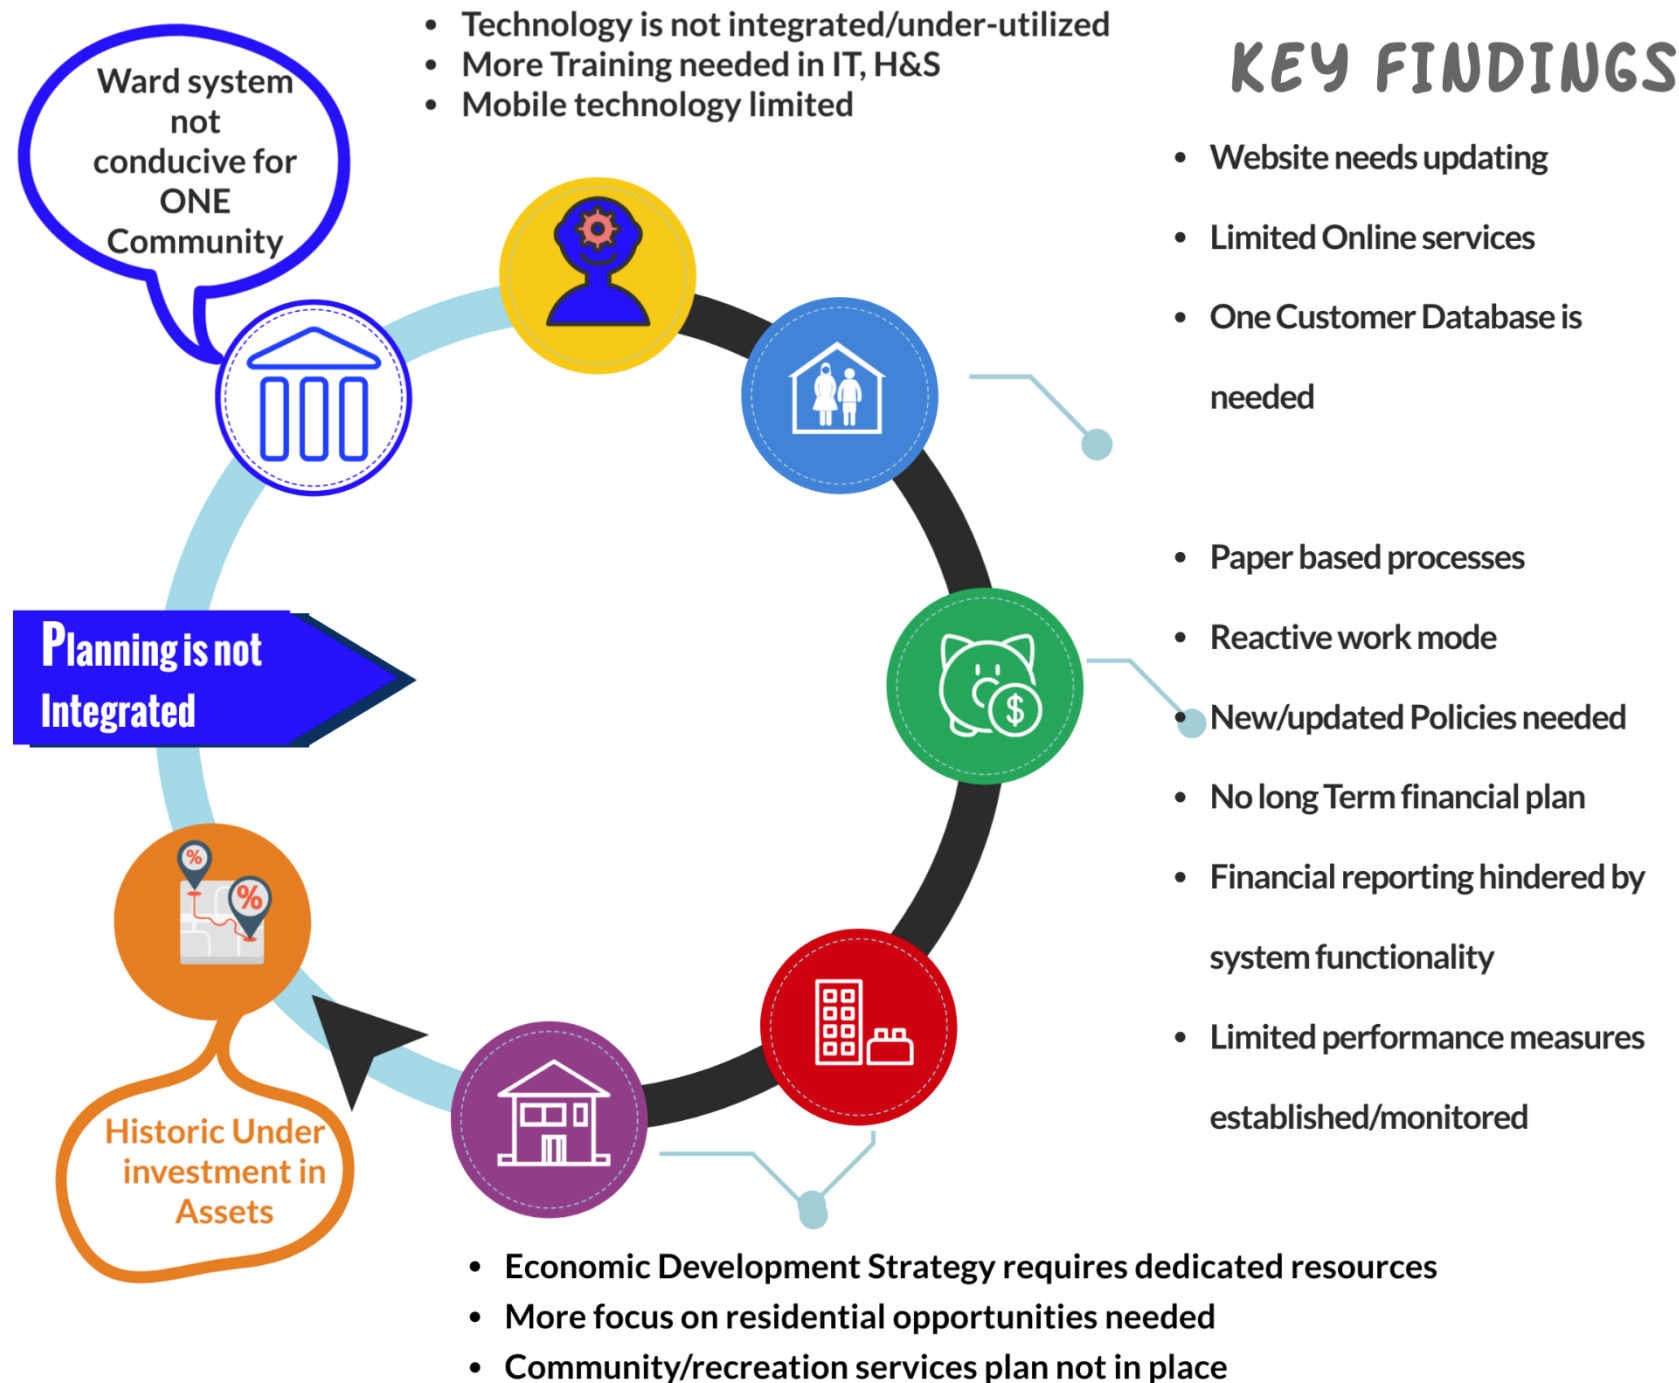 KEY FINDINGS
• Technology is not integrated/under-utilized
• More Training needed in IT, H&S
• Mobile technology limited
Ward system
not
conducive for
ONE
Community
• Website needs updating
• Limited Online services
• One Customer Database is
needed
• Paper based processes
• Reactive work mode
• New/updated Policies needed
• No long Term financial plan
• Financial reporting hindered by
system functionality
• Limited performance measures
established/monitored
Planning is not
Integrated
$
%
%
Historic Under
investment in
Assets
• Economic Development Strategy requires dedicated resources
• More focus on residential opportunities needed
• Community/recreation services plan not in place